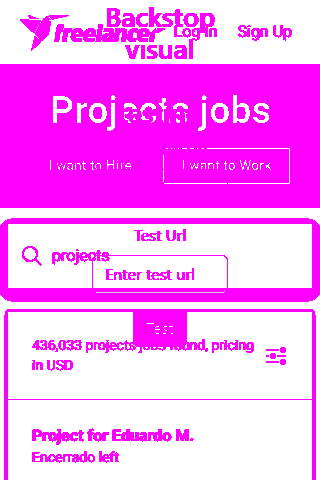 Backstop
freelancer
Log In
Sign Up
visual
Projects jobs
I want to Hire
I want to Work
Test Url
projects
Enter test url
Test
436,033 projects jobs found, pricing
in USD
Project for Eduardo M.
Encerrado left